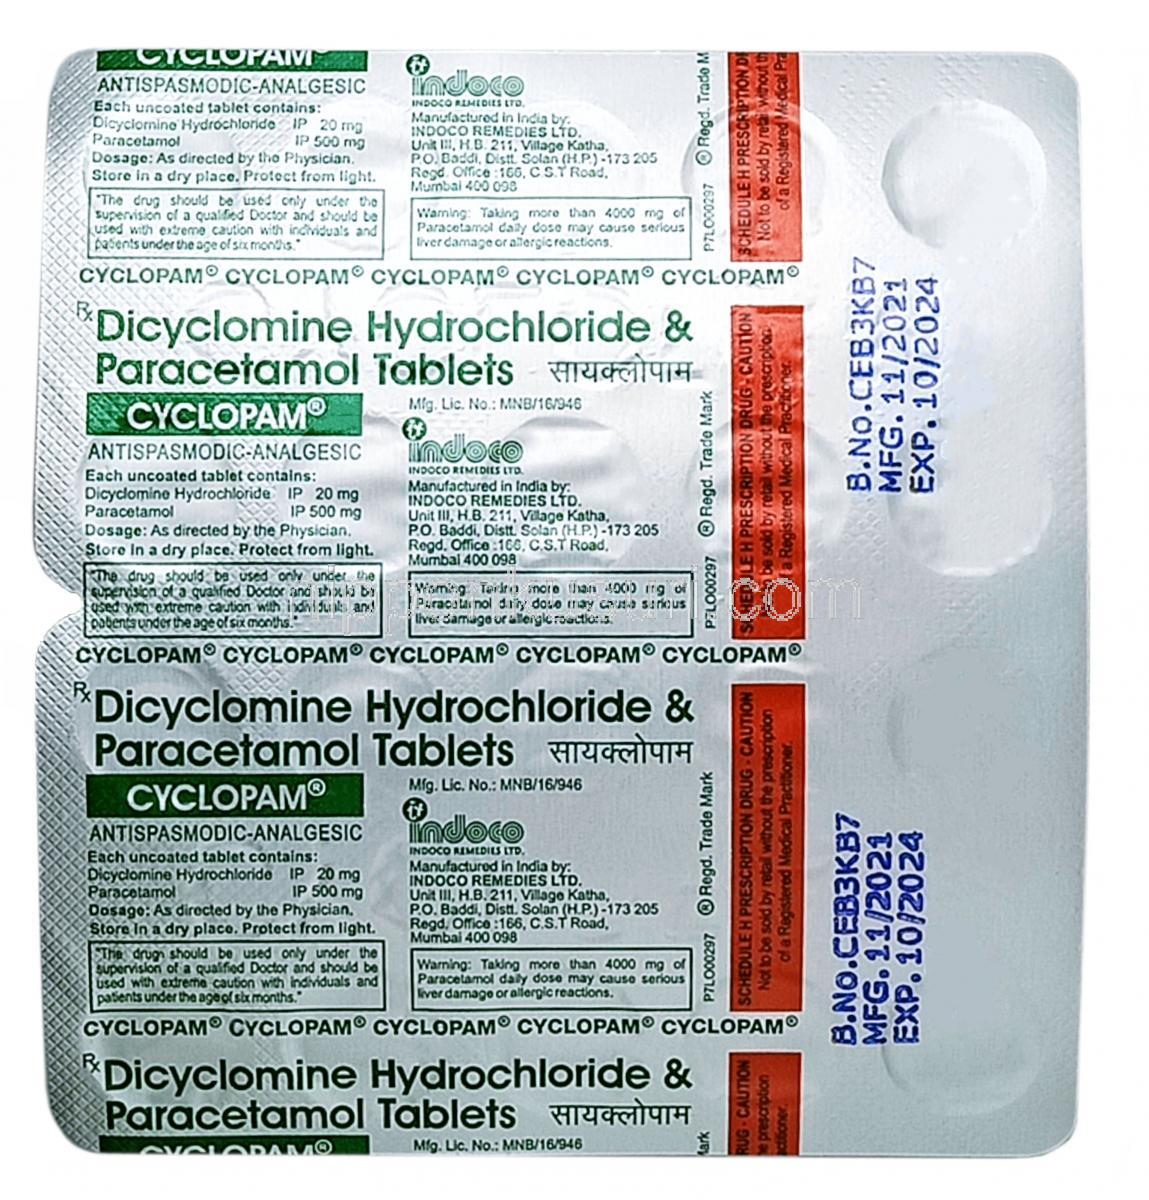 CYCLOPAM®
ANTISPASMODIC-ANALGESIC
Each uncoated tablet contains:
Dicyclomine Hydrochloride IP 20 mg
Paracetamol IP 500 mg
Dosage: As directed by the Physician.
Store in a dry place. Protect from light.
"The drug should be used only under the
supervision of a qualified Doctor and should be
used with extreme caution with individuals and
patients under the age of six months."
indoco
INDOCO REMEDIES LTD.
Manufactured in India by:
INDOCO REMEDIES LTD.
Unit III, H.B. 211, Village Katha,
P.O. Baddi, Distt. Solan (H.P.) -173 205
Regd. Office :166, C.S.T Road,
Mumbai 400 098
Warning: Taking more than 4000 mg of
Paracetamol daily dose may cause serious
liver damage or allergic reactions.
P7LO00297 ® Regd. Trade M
SCHEDULE H PRESCRIPTION D
Not to be sold by retail without th
of a Registered Medical Pra
CYCLOPAM® CYCLOPAM® CYCLOPAM® CYCLOPAM® CYCLOPAM®
Rx Dicyclomine Hydrochloride &
Paracetamol Tablets सायक्लोपाम
CYCLOPAM®
Mfg. Lic. No.: MNB/16/946
ANTISPASMODIC-ANALGESIC
Each uncoated tablet contains:
Dicyclomine Hydrochloride IP 20 mg
Paracetamol IP 500 mg
Dosage: As directed by the Physician.
Store in a dry place. Protect from light.
"The drug should be used only under the
supervision of a qualified Doctor and should be
used with extreme caution with individuals and
patients under the age of six months."
indoco
INDOCO REMEDIES LTD.
Manufactured in India by:
INDOCO REMEDIES LTD.
Unit III, H.B. 211, Village Katha,
P.O. Baddi, Distt. Solan (H.P.) -173 205
Regd. Office :166, C.S.T Road,
Mumbai 400 098
Warning: Taking more than 4000 mg of
Paracetamol daily dose may cause serious
liver damage or allergic reactions.
P7LO00297 ® Regd. Trade Mark
SCHEDULE H PRESCRIPTION DRUG - CAUTION
be sold by retail without the prescription
a Registered Medical Practitioner.
B.No.CEB3KB7
MFG. 11/2021
EXP. 10/2024
CYCLOPAM® CYCLOPAM® CYCLOPAM® CYCLOPAM® CYCLOPAM®
Rx Dicyclomine Hydrochloride &
Paracetamol Tablets सायक्लोपाम
CYCLOPAM®
Mfg. Lic. No.: MNB/16/946
ANTISPASMODIC-ANALGESIC
Each uncoated tablet contains:
Dicyclomine Hydrochloride IP 20 mg
Paracetamol IP 500 mg
Dosage: As directed by the Physician.
Store in a dry place. Protect from light.
"The drug should be used only under the
supervision of a qualified Doctor and should be
used with extreme caution with individuals and
patients under the age of six months."
indoco
INDOCO REMEDIES LTD.
Manufactured in India by:
INDOCO REMEDIES LTD.
Unit III, H.B. 211, Village Katha,
P.O. Baddi, Distt. Solan (H.P.) -173 205
Regd. Office :166, C.S.T Road,
Mumbai 400 098
Warning: Taking more than 4000 mg of
Paracetamol daily dose may cause serious
liver damage or allergic reactions.
P7LO00297 ® Regd. Trade Mark
SCHEDULE H PRESCRIPTION DRUG - CAUTION
Not to be sold by retail without the prescription
of a Registered Medical Practitioner.
B.No.CEB3KB7
MFG. 11/2021
EXP. 10/2024
CYCLOPAM® CYCLOPAM® CYCLOPAM® CYCLOPAM® CYCLOPAM®
Rx Dicyclomine Hydrochloride &
Paracetamol Tablets सायक्लोपाम
CYCLOPAM®
Mfg. Lic. No.: MNB/16/946
ark
RUG - CAUTION
he prescription
ctitioner.